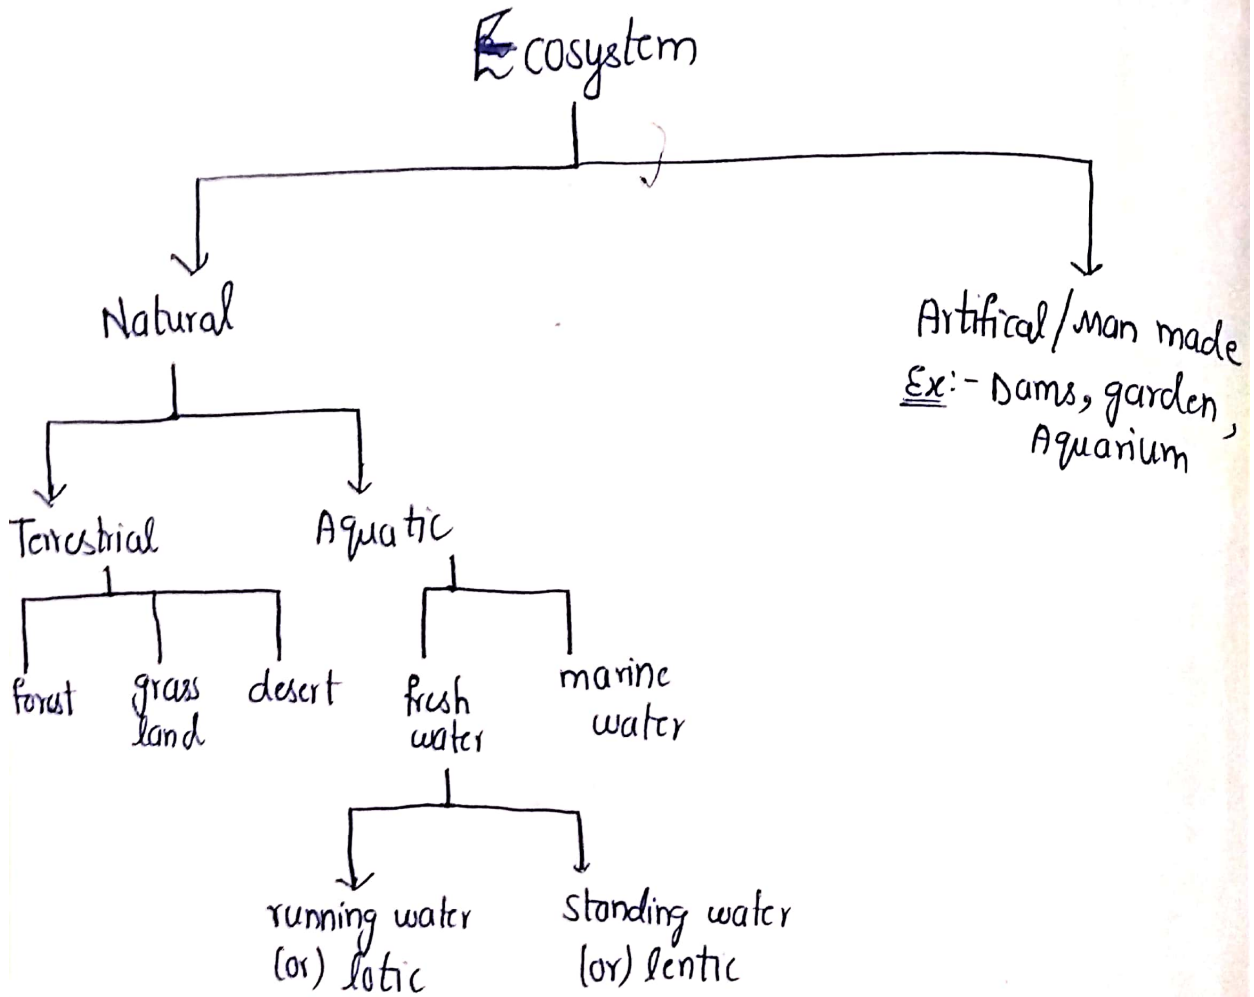 Ecosystem
Natural
Artifical/Man made
Ex:- Dams, garden,
Aquarium
Terrestrial
Aquatic
forest
grass
land
desert
fresh
water
marine
water
running water
(or) lotic
standing water
(or) lentic